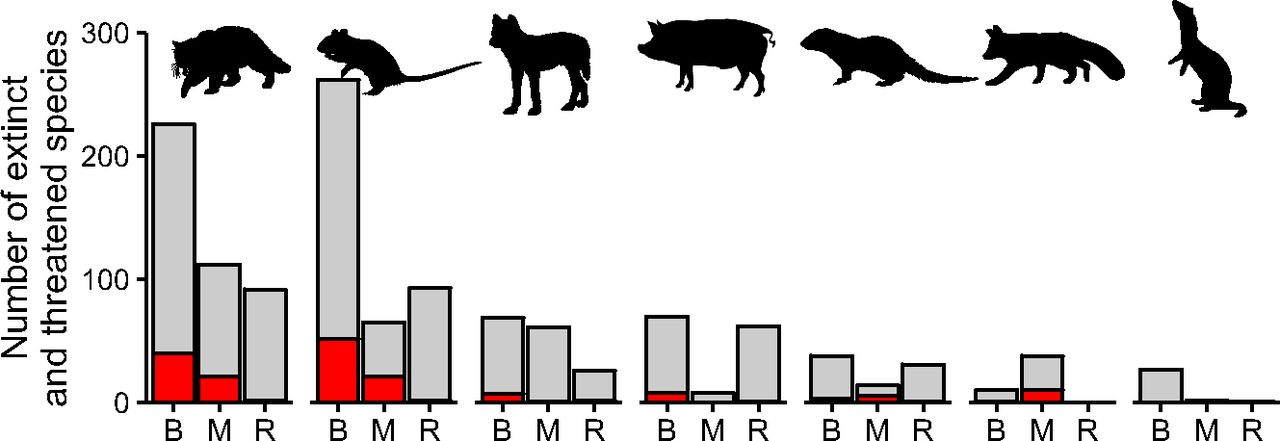 Number of extinct
and threatened species
300
200
100
0
B M R B M R B M R B M R B M R B M R B M R